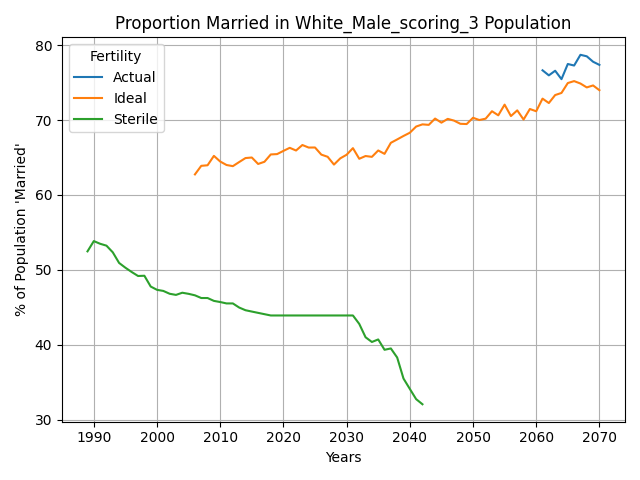 Proportion Married in White_Male_scoring_3 Population
% of Population 'Married'
80
70
60
50
40
30
Fertility
Actual
Ideal
Sterile
1990 2000 2010 2020 2030 2040 2050 2060 2070
Years